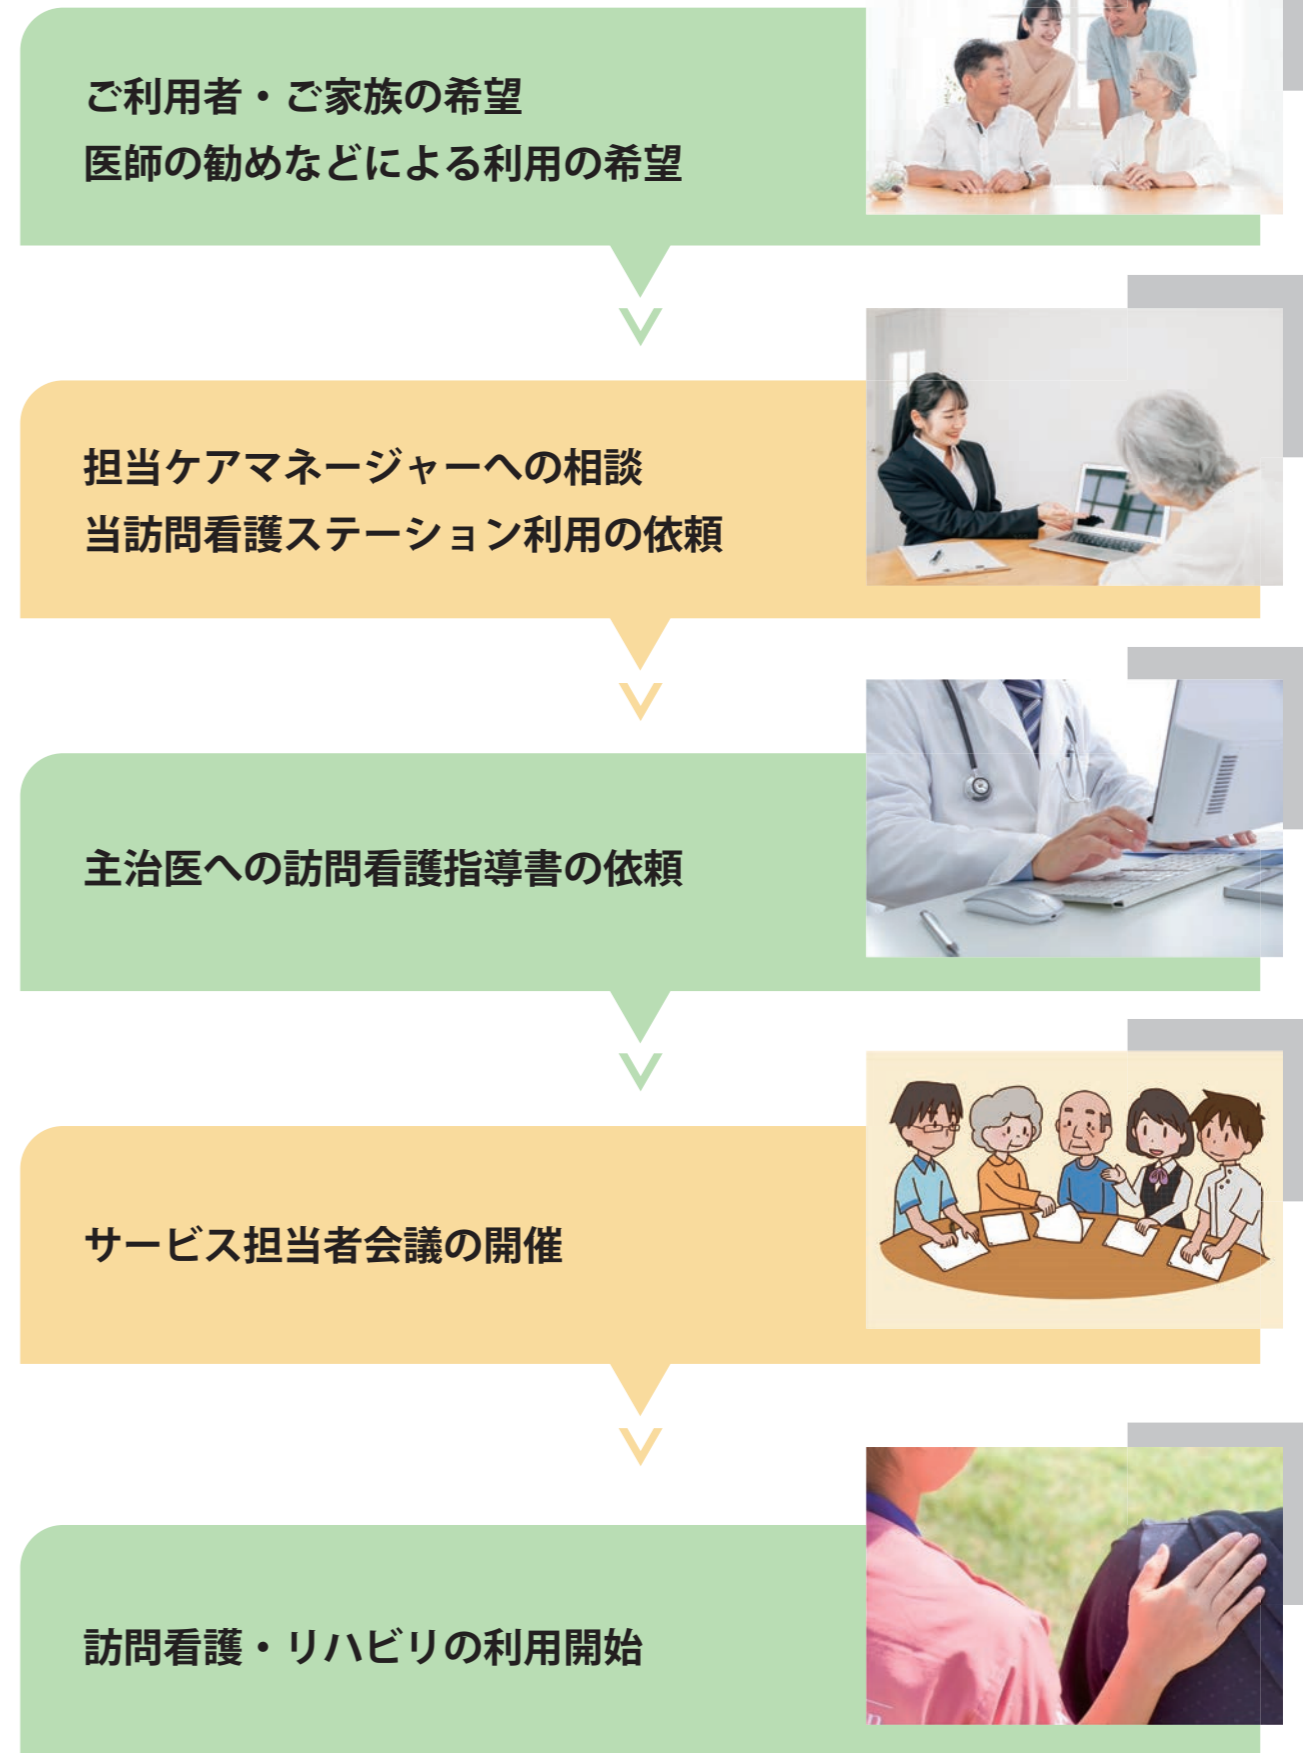 ご利用者・ご家族の希望
医師の勧めなどによる利用の希望
担当ケアマネージャーへの相談
当訪問看護ステーション利用の依頼
主治医への訪問看護指導書の依頼
サービス担当者会議の開催
訪問看護・リハビリの利用開始